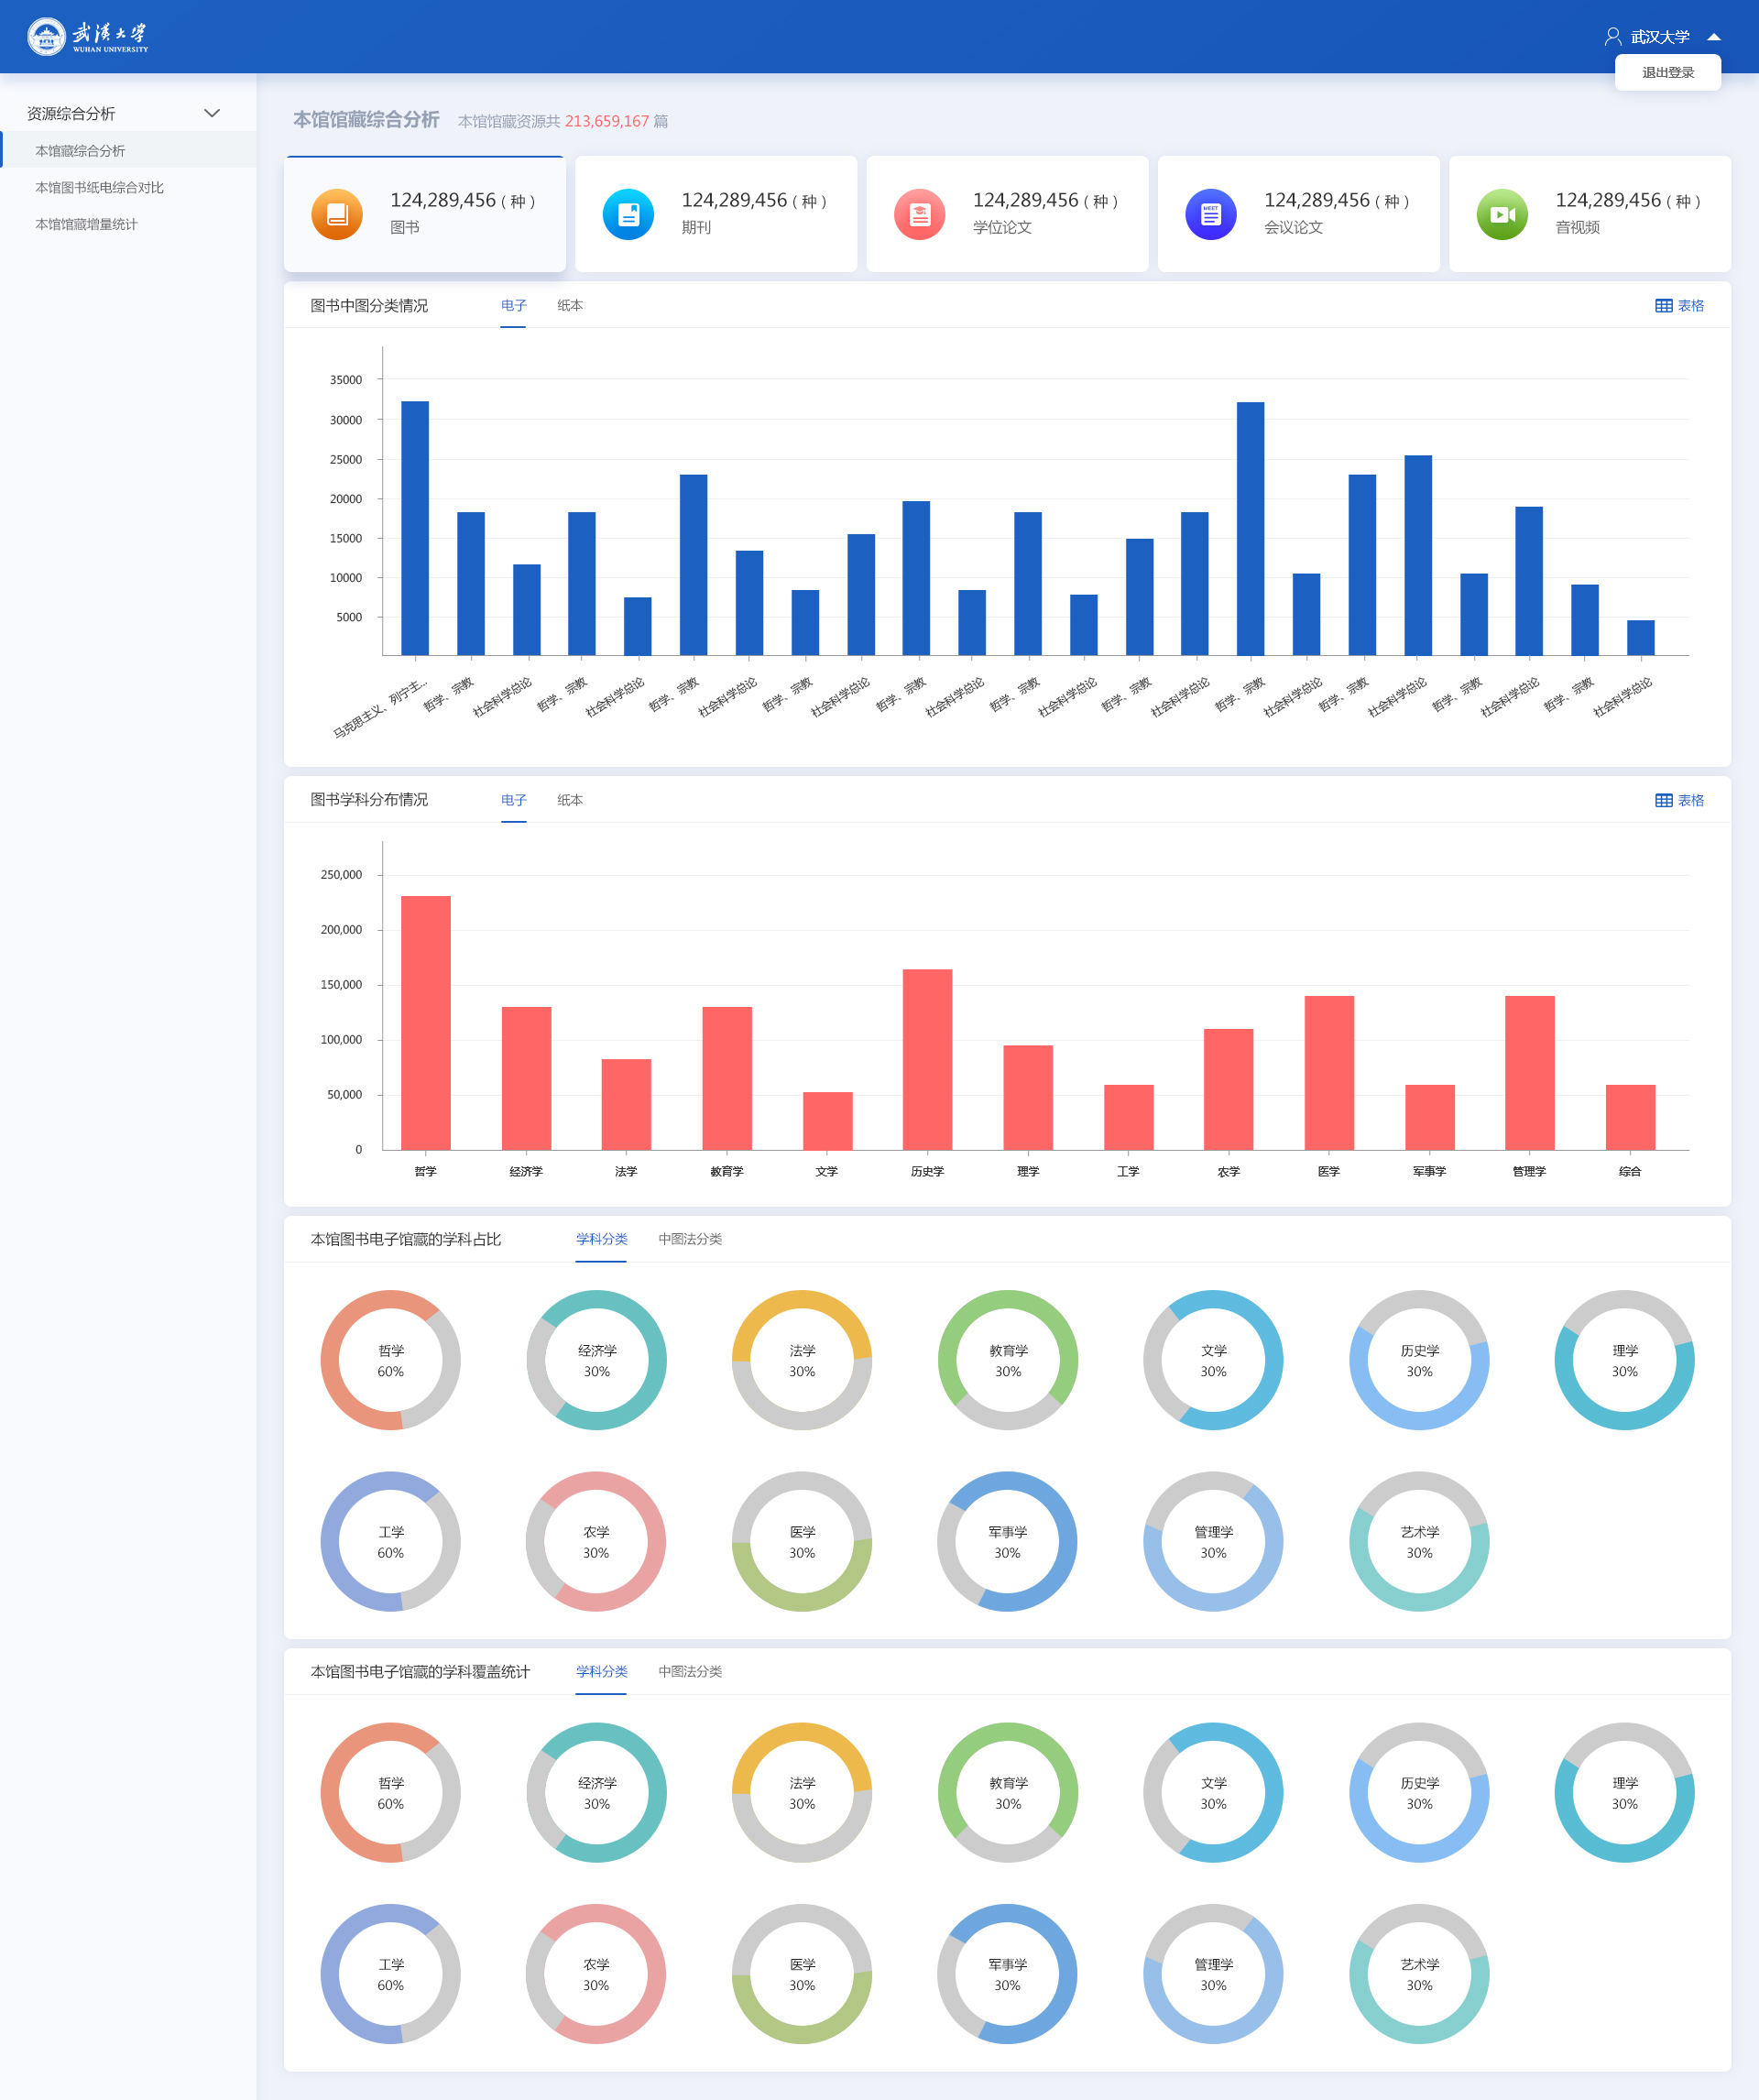 武汉大学
WUHAN UNIVERSITY
武汉大学
退出登录
资源综合分析
本馆藏综合分析
本馆图书纸电综合对比
本馆馆藏增量统计
本馆馆藏综合分析 本馆馆藏资源共 213,659,167 篇
124,289,456（种）
图书
124,289,456（种）
期刊
124,289,456（种）
学位论文
MEET
124,289,456（种）
会议论文
124,289,456（种）
音视频
图书中图分类情况 电子 纸本 表格
35000
30000
25000
20000
15000
10000
5000
马克思主义、列宁主... 哲学、宗教 社会科学总论 哲学、宗教 社会科学总论 哲学、宗教 社会科学总论 哲学、宗教 社会科学总论 哲学、宗教 社会科学总论 哲学、宗教 社会科学总论 哲学、宗教 社会科学总论 哲学、宗教 社会科学总论 哲学、宗教 社会科学总论 哲学、宗教 社会科学总论 哲学、宗教 社会科学总论
图书学科分布情况 电子 纸本 表格
250,000
200,000
150,000
100,000
50,000
0
哲学 经济学 法学 教育学 文学 历史学 理学 工学 农学 医学 军事学 管理学 综合
本馆图书电子馆藏的学科占比 学科分类 中图法分类
哲学 经济学 法学 教育学 文学 历史学 理学
60% 30% 30% 30% 30% 30% 30%
工学 农学 医学 军事学 管理学 艺术学
60% 30% 30% 30% 30% 30%
本馆图书电子馆藏的学科覆盖统计 学科分类 中图法分类
哲学 经济学 法学 教育学 文学 历史学 理学
60% 30% 30% 30% 30% 30% 30%
工学 农学 医学 军事学 管理学 艺术学
60% 30% 30% 30% 30% 30%